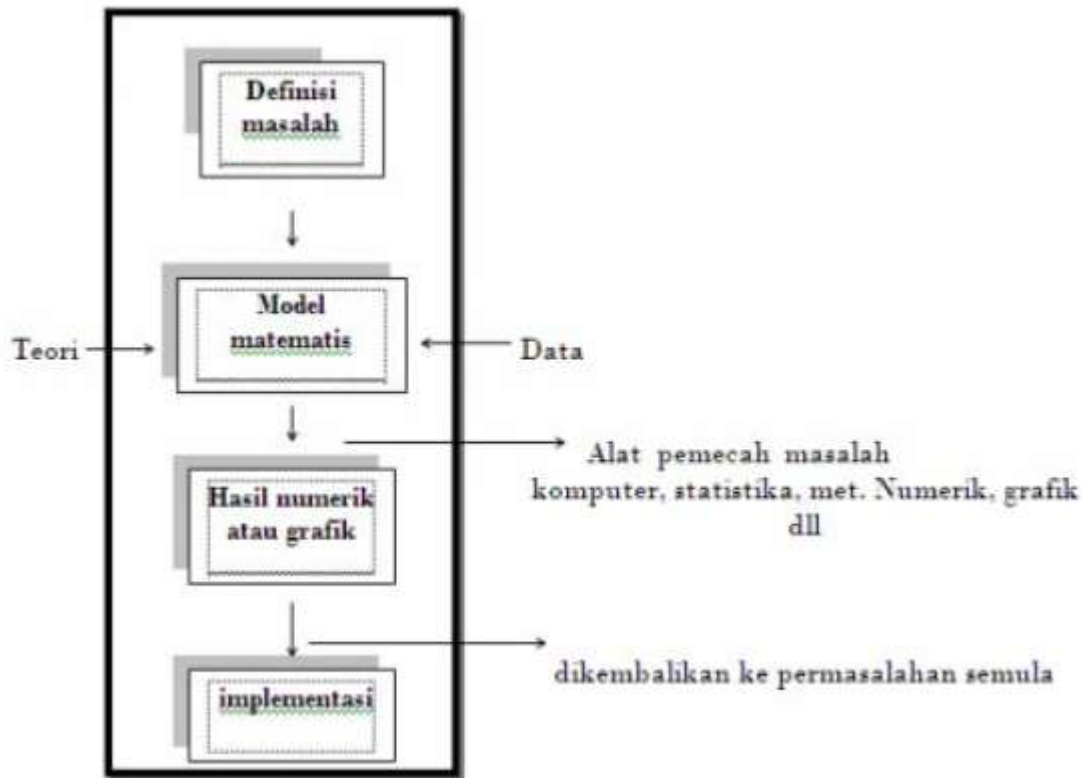 Definisi
masalah
Model
matematis
Teori
Data
Alat pemecah masalah
komputer, statistika, met. Numerik, grafik
dll
Hasil numerik
atau grafik
dikembalikan ke permasalahan semula
implementasi